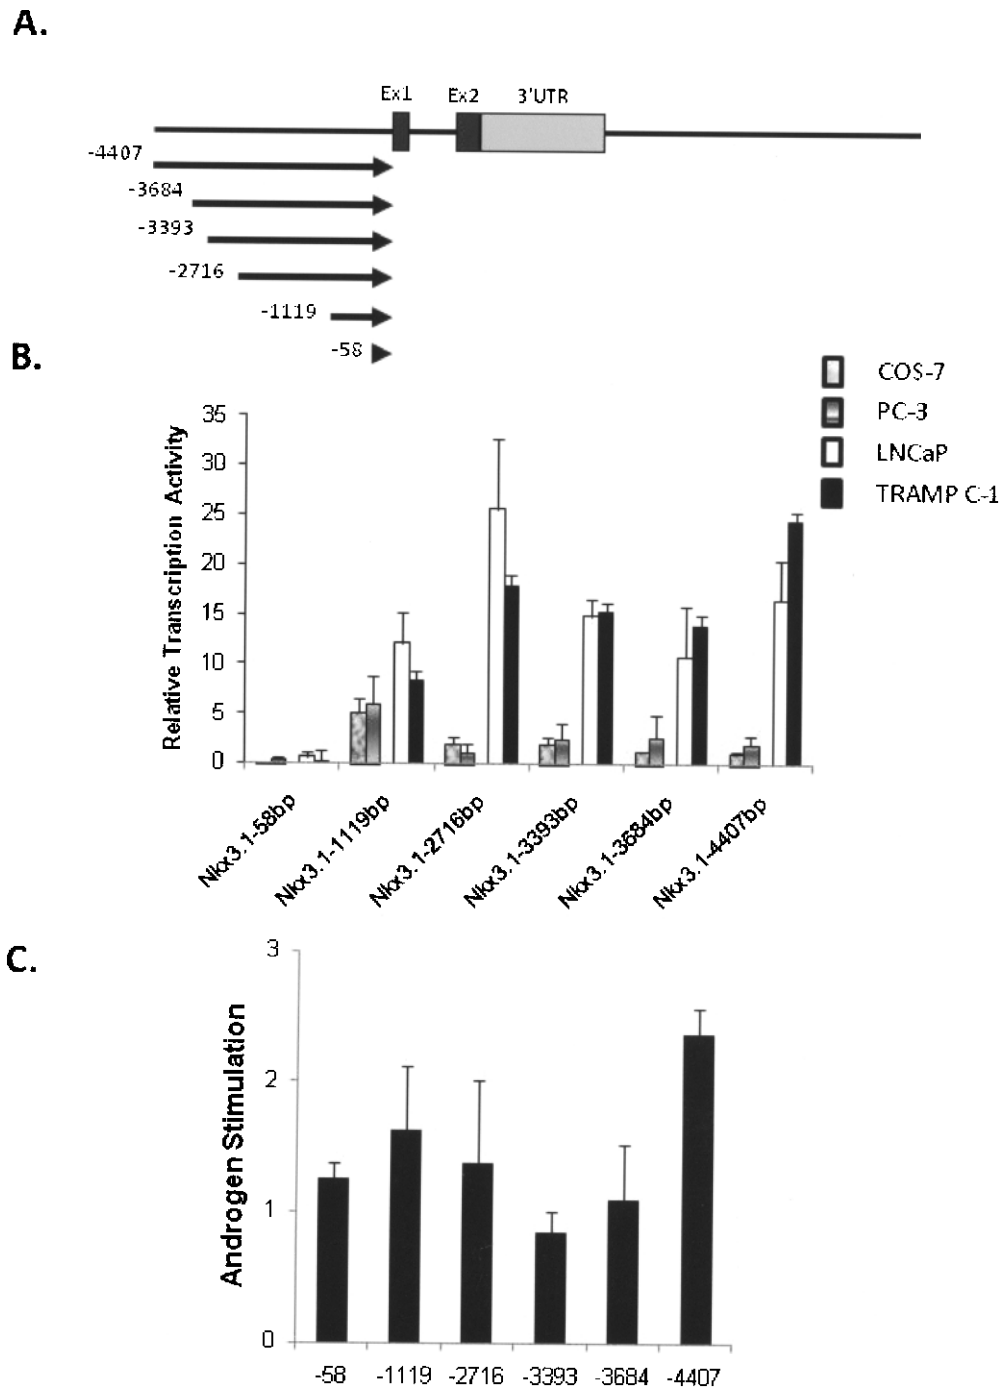 A.
Ex1 Ex2 3'UTR
-4407
-3684
-3393
-2716
-1119
-58
B.
COS-7
PC-3
LNCaP
TRAMP C-1
Relative Transcription Activity
35
30
25
20
15
10
5
0
Nkx3.1-58bp
Nkx3.1-1119bp
Nkx3.1-2716bp
Nkx3.1-3393bp
Nkx3.1-3684bp
Nkx3.1-4407bp
C.
Androgen Stimulation
3
2
1
0
-58 -1119 -2716 -3393 -3684 -4407